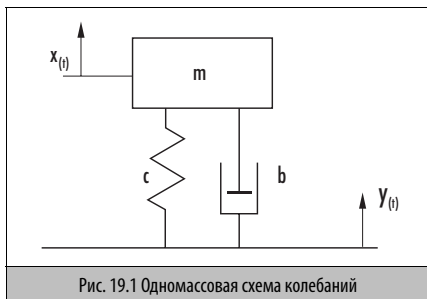 x(t)
m
c
b
y(t)
Рис. 19.1 Одномассовая схема колебаний